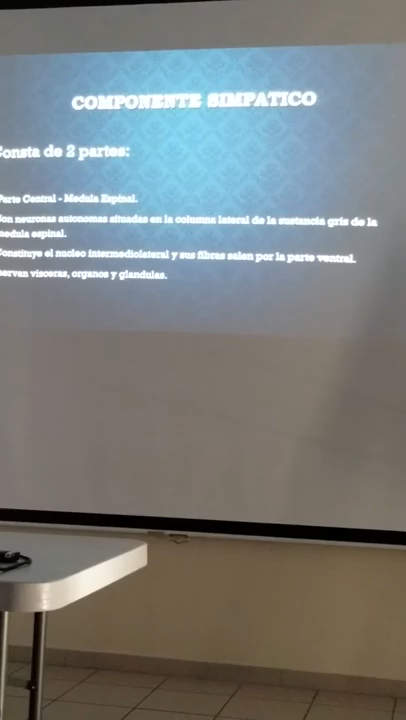 COMPONENTE SIMPATICO
Consta de 2 partes:
Parte Central - Medula Espinal.
Son neuronas autonomas situadas en la columna lateral de la sustancia gris de la
medula espinal.
Constituye el nucleo intermediolateral y sus fibras salen por la parte ventral.
visceras, organos y glandulas.